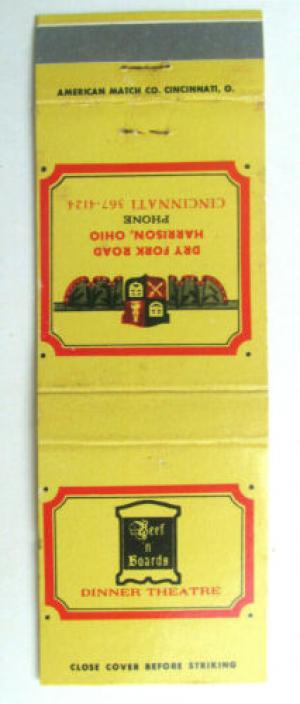 AMERICAN MATCH CO. CINCINNATI, O.
DRY FORK ROAD
HARRISON, OHIO
PHONE
CINCINNATI 367-4124
Beef
'n
Boards
DINNER THEATRE
CLOSE COVER BEFORE STRIKING